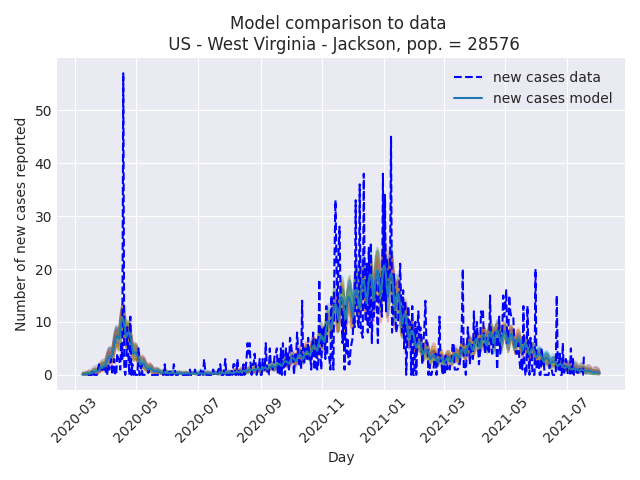 Model comparison to data
US - West Virginia - Jackson, pop. = 28576
new cases data
new cases model
Number of new cases reported
50
40
30
20
10
0
2020-03
2020-05
2020-07
2020-09
2020-11
2021-01
2021-03
2021-05
2021-07
Day